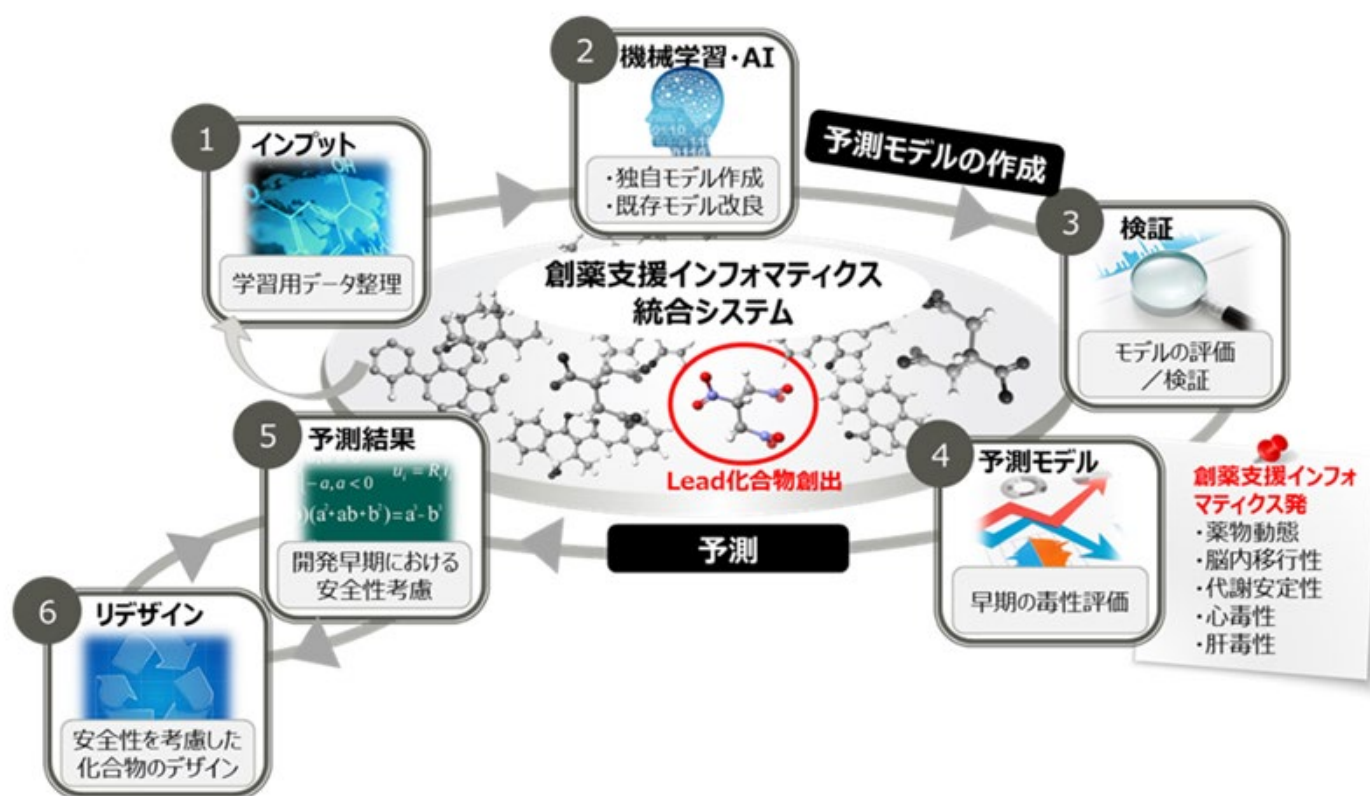 1
インプット
OH
学習用データ整理
2
機械学習・AI
・独自モデル作成
・既存モデル改良
予測モデルの作成
3
検証
モデルの評価
/検証
創薬支援インフォマティクス
統合システム
Lead化合物創出
4
予測モデル
早期の毒性評価
創薬支援インフォ
マティクス発
・薬物動態
・脳内移行性
・代謝安定性
・心毒性
・肝毒性
予測
5
予測結果
-a,a<0
)(a²+ab+b²)=a³-b³
開発早期における
安全性考慮
6
リデザイン
安全性を考慮した
化合物のデザイン